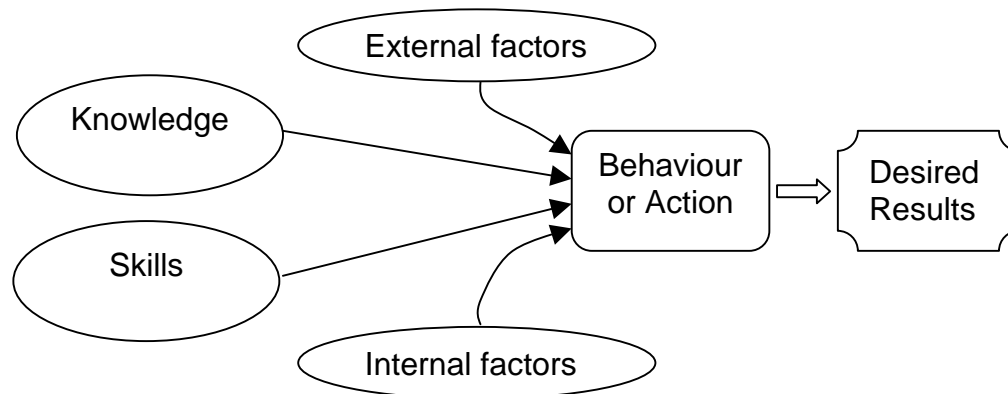 External factors
Knowledge
Behaviour
or Action
Desired
Results
Skills
Internal factors